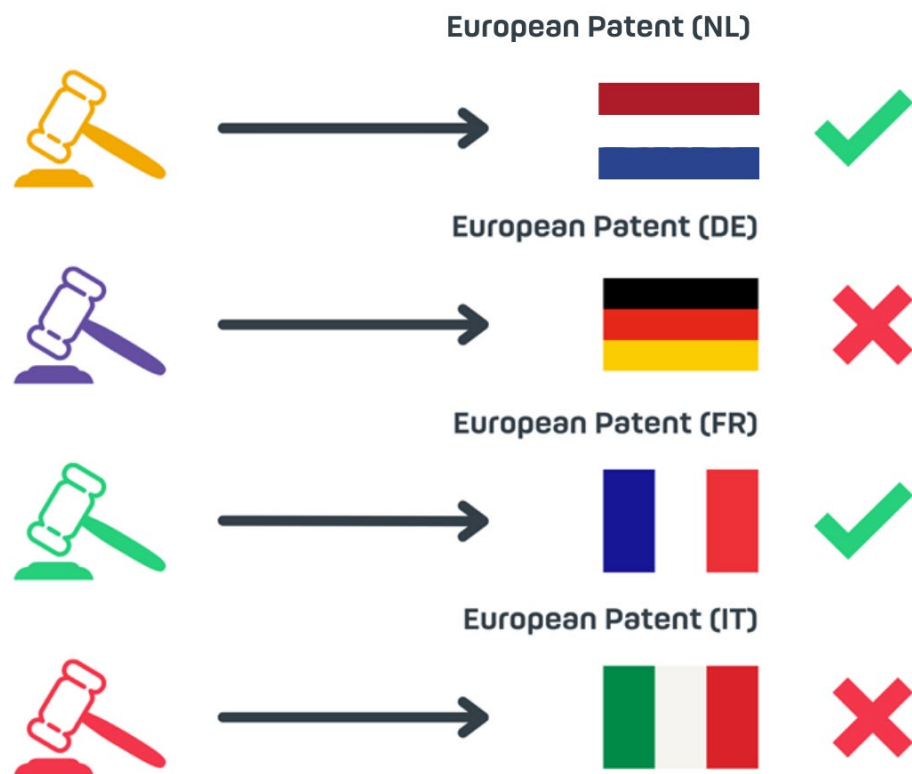 European Patent (NL)
European Patent (DE)
European Patent (FR)
European Patent (IT)